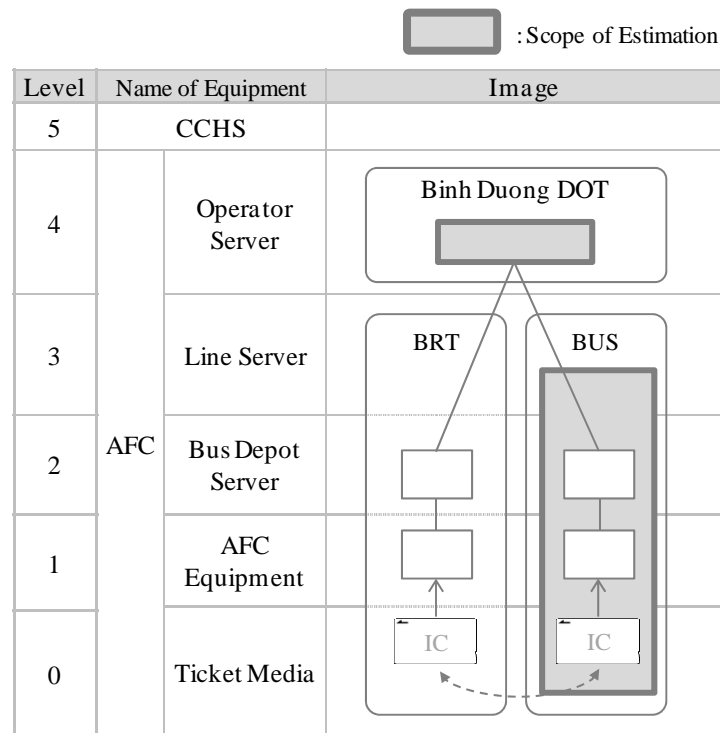 : Scope of Estimation
Level Name of Equipment Image
5 CCHS
4 Operator
Server
Binh Duong DOT
3 Line Server
BRT BUS
AFC
2 Bus Depot
Server
1 AFC
Equipment
0 Ticket Media
IC IC